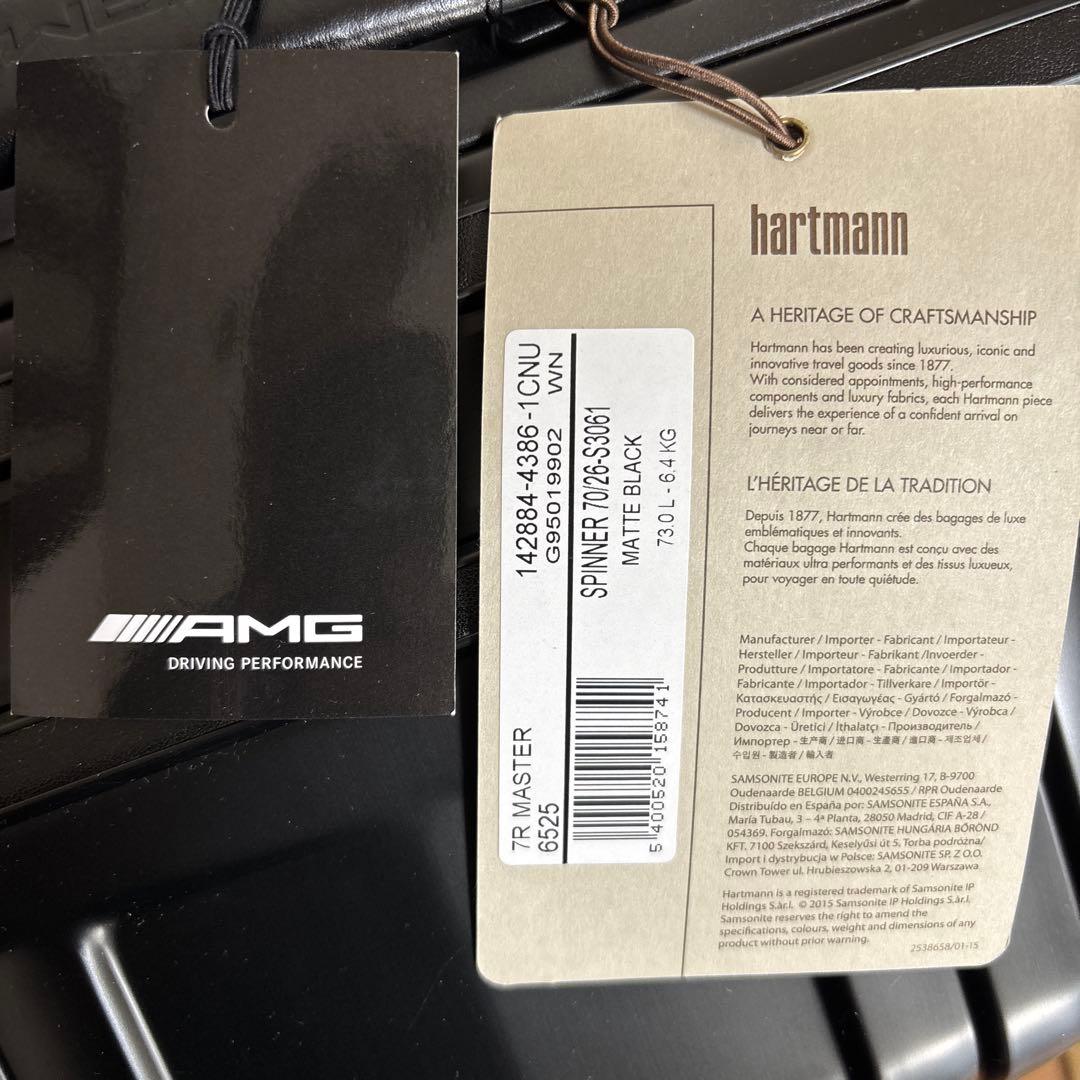 AMG
DRIVING PERFORMANCE
hartmann
A HERITAGE OF CRAFTSMANSHIP
Hartmann has been creating luxurious, iconic and
innovative travel goods since 1877.
With considered appointments, high-performance
components and luxury fabrics, each Hartmann piece
delivers the experience of a confident arrival on
journeys near or far.
L'HÉRITAGE DE LA TRADITION
Depuis 1877, Hartmann crée des bagages de luxe
emblématiques et innovants.
Chaque bagage Hartmann est conçu avec des
matériaux ultra performants et des tissus luxueux,
pour voyager en toute quiétude.
Manufacturer / Importer - Fabricant / Importateur -
Hersteller / Importeur - Fabrikant /Invoerder -
Produtture / Importatore - Fabricante / Importador -
Fabricante / Importador - Tillverkare / Importör -
Κατασκευαστής / Εισαγωγέας - Gyártó / Forgalmazó -
Producent / Importer - Výrobce / Dovozce - Výrobca /
Dovozca - Üretici / İthalatçı - Производитель /
Импортер - 生产商 / 进口商 - 生產商 / 進口商 - 제조업체 /
수입원 - 製造者 / 輸入者
SAMSONITE EUROPE N.V., Westerring 17, B-9700
Oudenaarde BELGIUM 0400245655 / RPR Oudenaarde
Distribuído en España por: SAMSONITE ESPAÑA S.A.,
María Tubau, 3 – 4ª Planta, 28050 Madrid, CIF A-28 /
054369. Forgalmazó: SAMSONITE HUNGÁRIA BŐRÖND
KFT. 7100 Szekszárd, Keselyűsi út 5. Torba podróżna/
Import i dystrybucja w Polsce: SAMSONITE SP. Z O.O.
Crown Tower ul. Hrubieszowska 2, 01-209 Warszawa
Hartmann is a registered trademark of Samsonite IP
Holdings S.àr.l. © 2015 Samsonite IP Holdings S.àr.l.
Samsonite reserves the right to amend the
specifications, colours, weight and dimensions of any
product without prior warning.
2538658/01-15
7R MASTER 142884-4386-1CNU
6525 G95019902 WN
SPINNER 70/26-S3061
MATTE BLACK
73.0 L - 6.4 KG
5 400520 158741